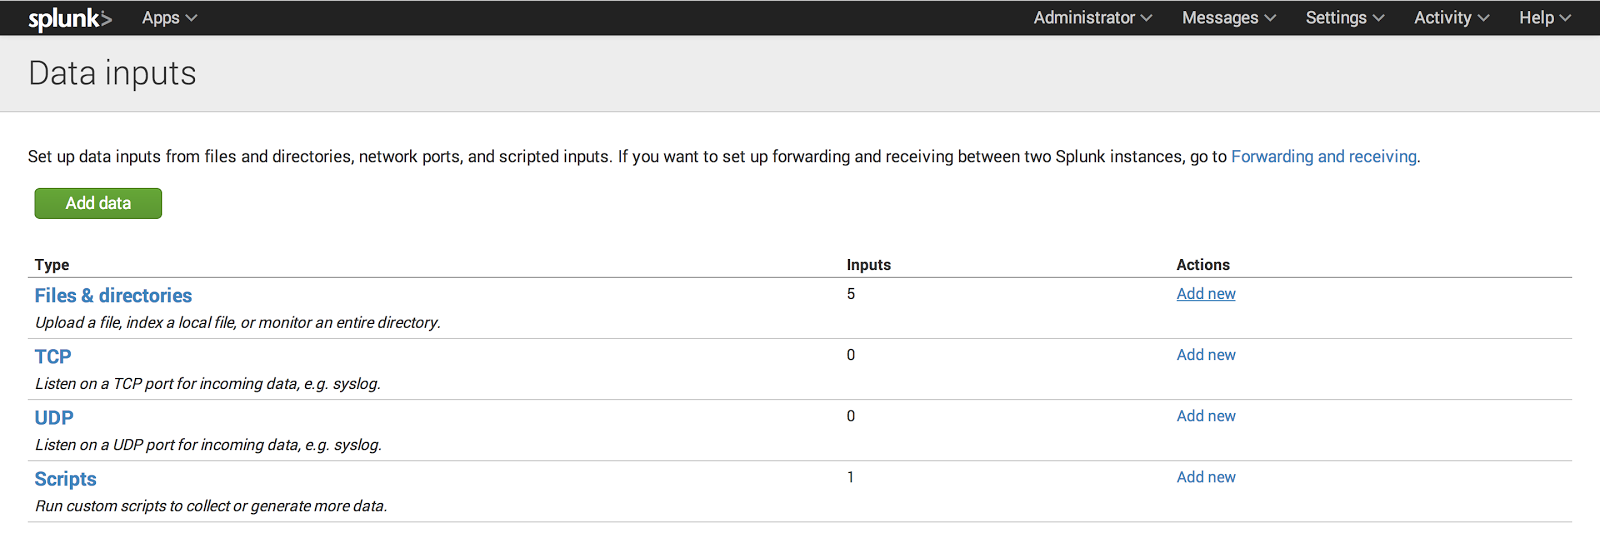 splunk> Apps Administrator Messages Settings Activity Help
Data inputs
Set up data inputs from files and directories, network ports, and scripted inputs. If you want to set up forwarding and receiving between two Splunk instances, go to Forwarding and receiving.
Add data
Type Inputs Actions
Files & directories 5 Add new
Upload a file, index a local file, or monitor an entire directory.
TCP 0 Add new
Listen on a TCP port for incoming data, e.g. syslog.
UDP 0 Add new
Listen on a UDP port for incoming data, e.g. syslog.
Scripts 1 Add new
Run custom scripts to collect or generate more data.